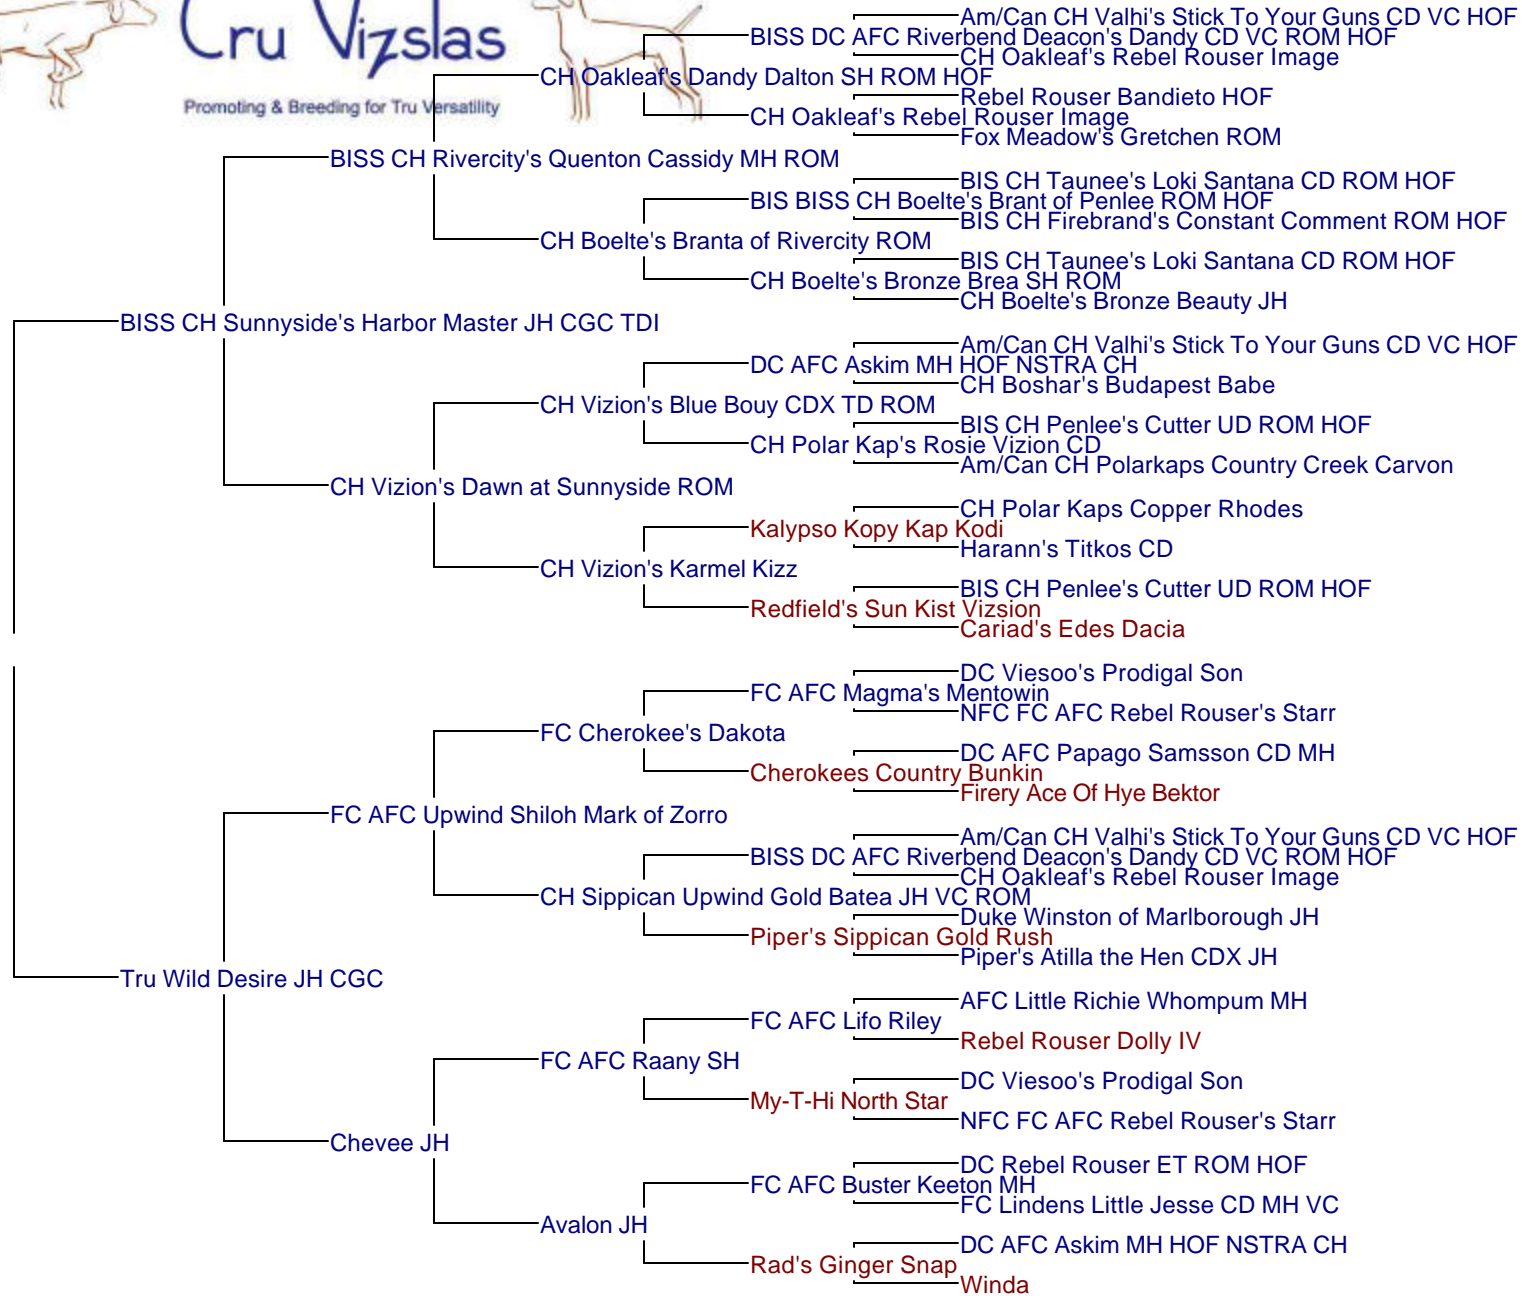 Cru Vizslas
Promoting & Breeding for Tru Versatility
Am/Can CH Valhi's Stick To Your Guns CD VC HOF
BISS DC AFC Riverbend Deacon's Dandy CD VC ROM HOF
CH Oakleaf's Rebel Rouser Image
CH Oakleaf's Dandy Dalton SH ROM HOF
Rebel Rouser Bandieto HOF
CH Oakleaf's Rebel Rouser Image
Fox Meadow's Gretchen ROM
BISS CH Rivercity's Quenton Cassidy MH ROM
BIS CH Taunee's Loki Santana CD ROM HOF
BIS BISS CH Boelte's Brant of Penlee ROM HOF
BIS CH Firebrand's Constant Comment ROM HOF
CH Boelte's Branta of Rivercity ROM
BIS CH Taunee's Loki Santana CD ROM HOF
CH Boelte's Bronze Brea SH ROM
CH Boelte's Bronze Beauty JH
BISS CH Sunnyside's Harbor Master JH CGC TDI
Am/Can CH Valhi's Stick To Your Guns CD VC HOF
DC AFC Askim MH HOF NSTRA CH
CH Boshar's Budapest Babe
CH Vizion's Blue Bouy CDX TD ROM
BIS CH Penlee's Cutter UD ROM HOF
CH Polar Kap's Rosie Vizion CD
Am/Can CH Polarkaps Country Creek Carvon
CH Vizion's Dawn at Sunnyside ROM
CH Polar Kaps Copper Rhodes
Kalypso Kopy Kap Kodi
Harann's Titkos CD
CH Vizion's Karmel Kizz
BIS CH Penlee's Cutter UD ROM HOF
Redfield's Sun Kist Vizsion
Cariad's Edes Dacia
DC Viesoo's Prodigal Son
FC AFC Magma's Mentowin
NFC FC AFC Rebel Rouser's Starr
FC Cherokee's Dakota
DC AFC Papago Samsson CD MH
Cherokees Country Bunkin
Firery Ace Of Hye Bektor
FC AFC Upwind Shiloh Mark of Zorro
Am/Can CH Valhi's Stick To Your Guns CD VC HOF
BISS DC AFC Riverbend Deacon's Dandy CD VC ROM HOF
CH Oakleaf's Rebel Rouser Image
CH Sippican Upwind Gold Batea JH VC ROM
Duke Winston of Marlborough JH
Piper's Sippican Gold Rush
Piper's Atilla the Hen CDX JH
Tru Wild Desire JH CGC
AFC Little Richie Whompum MH
FC AFC Lifo Riley
Rebel Rouser Dolly IV
FC AFC Raany SH
DC Viesoo's Prodigal Son
My-T-Hi North Star
NFC FC AFC Rebel Rouser's Starr
Chevee JH
DC Rebel Rouser ET ROM HOF
FC AFC Buster Keeton MH
FC Lindens Little Jesse CD MH VC
Avalon JH
DC AFC Askim MH HOF NSTRA CH
Rad's Ginger Snap
Winda